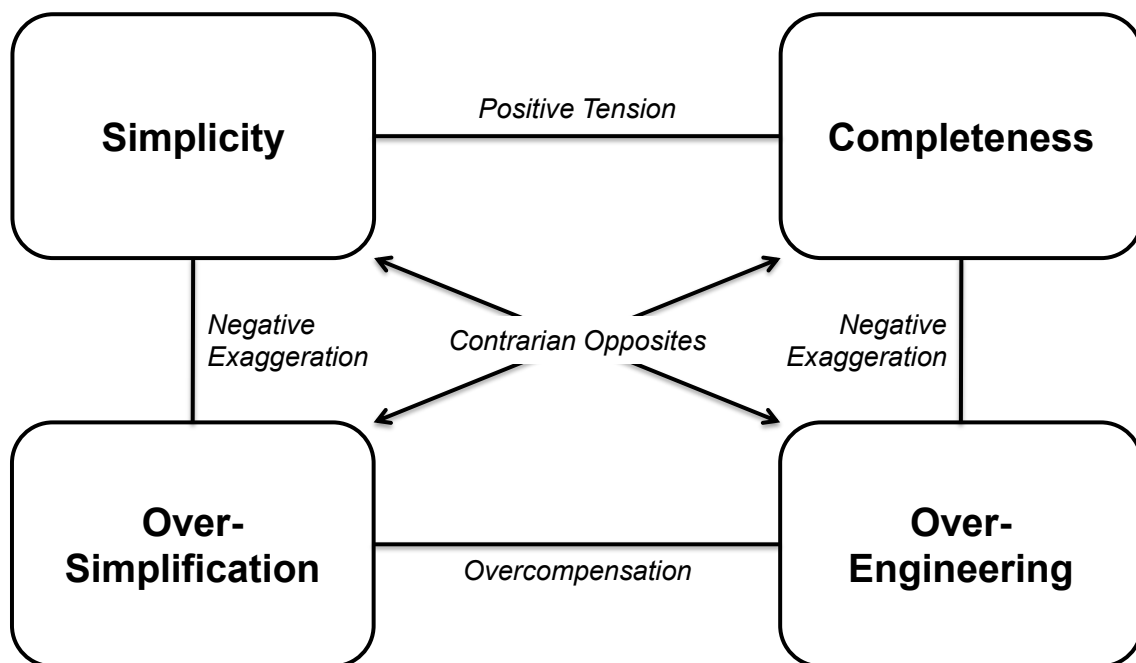 Positive Tension
Simplicity
Completeness
Negative
Exaggeration
Contrarian Opposites
Negative
Exaggeration
Over-
Simplification
Overcompensation
Over-
Engineering